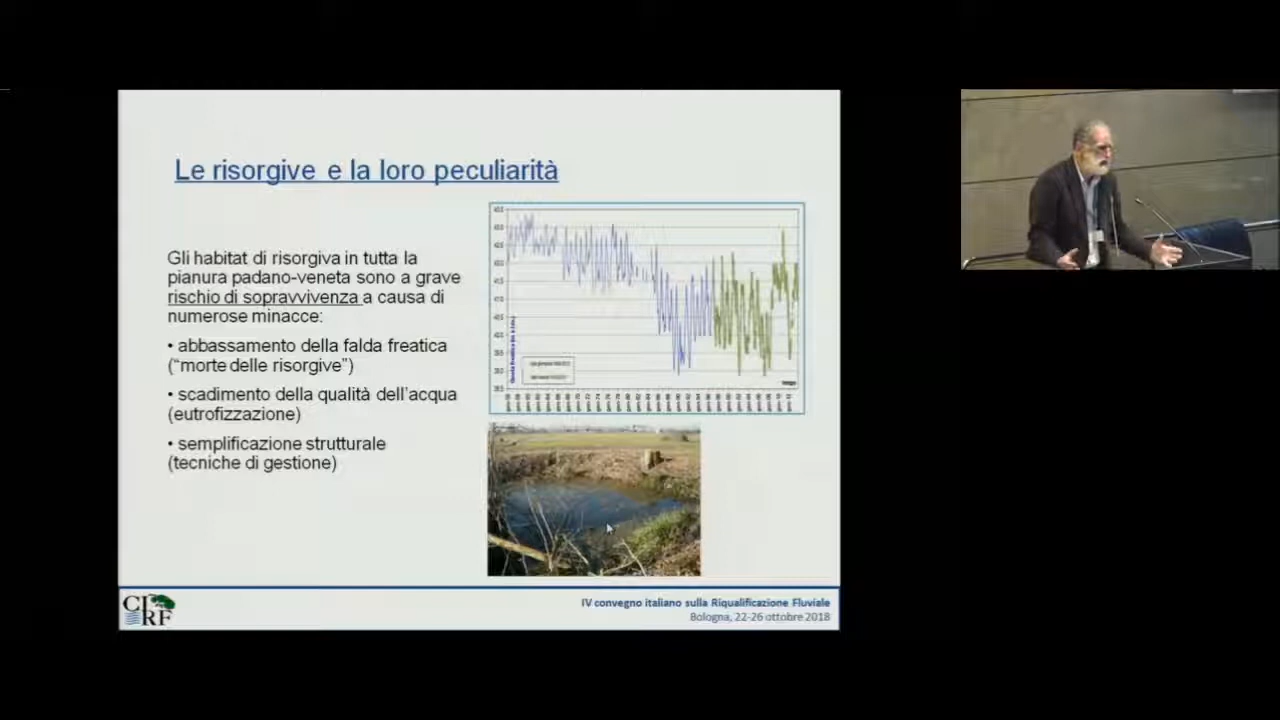 Le risorgive e la loro peculiarità
Gli habitat di risorgiva in tutta la
pianura padano-veneta sono a grave
rischio di sopravvivenza a causa di
numerose minacce:
• abbassamento della falda freatica
("morte delle risorgive")
• scadimento della qualità dell'acqua
(eutrofizzazione)
• semplificazione strutturale
(tecniche di gestione)
CIRF
IV convegno italiano sulla Riqualificazione Fluviale
Bologna, 22-26 ottobre 2018